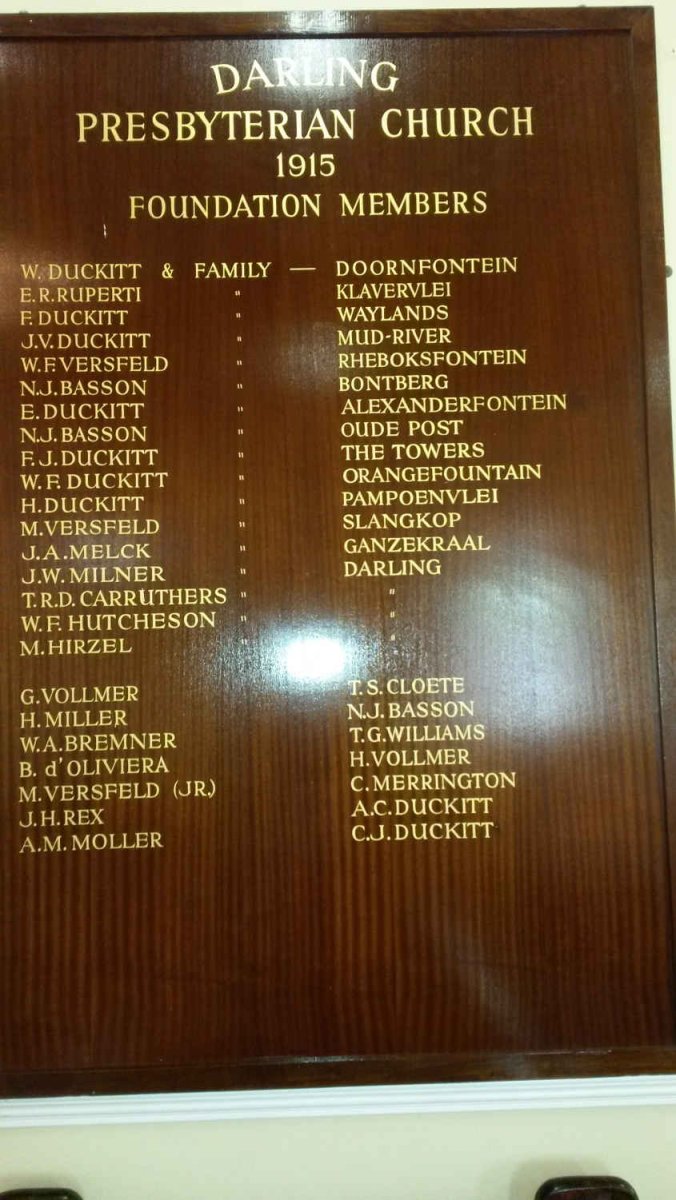 DARLING
PRESBYTERIAN CHURCH
1915
FOUNDATION MEMBERS
W. DUCKITT & FAMILY — DOORNFONTEIN
E.R. RUPERTI " KLAVERVLEI
F. DUCKITT " WAYLANDS
J.V. DUCKITT " MUD-RIVER
W.F. VERSFELD " RHEBOKSFONTEIN
N.J. BASSON " BONTBERG
E. DUCKITT " ALEXANDERFONTEIN
N.J. BASSON " OUDE POST
F.J. DUCKITT " THE TOWERS
W.F. DUCKITT " ORANGEFOUNTAIN
H. DUCKITT " PAMPOENVLEI
M. VERSFELD " SLANGKOP
J.A. MELCK " GANZEKRAAL
J.W. MILNER " DARLING
T.R.D. CARRUTHERS " "
W.F. HUTCHESON " "
M. HIRZEL " "
G. VOLLMER T.S. CLOETE
H. MILLER N.J. BASSON
W.A. BREMNER T.G. WILLIAMS
B. d'OLIVIERA H. VOLLMER
M. VERSFELD (JR.) C. MERRINGTON
J.H. REX A.C. DUCKITT
A.M. MOLLER C.J. DUCKITT